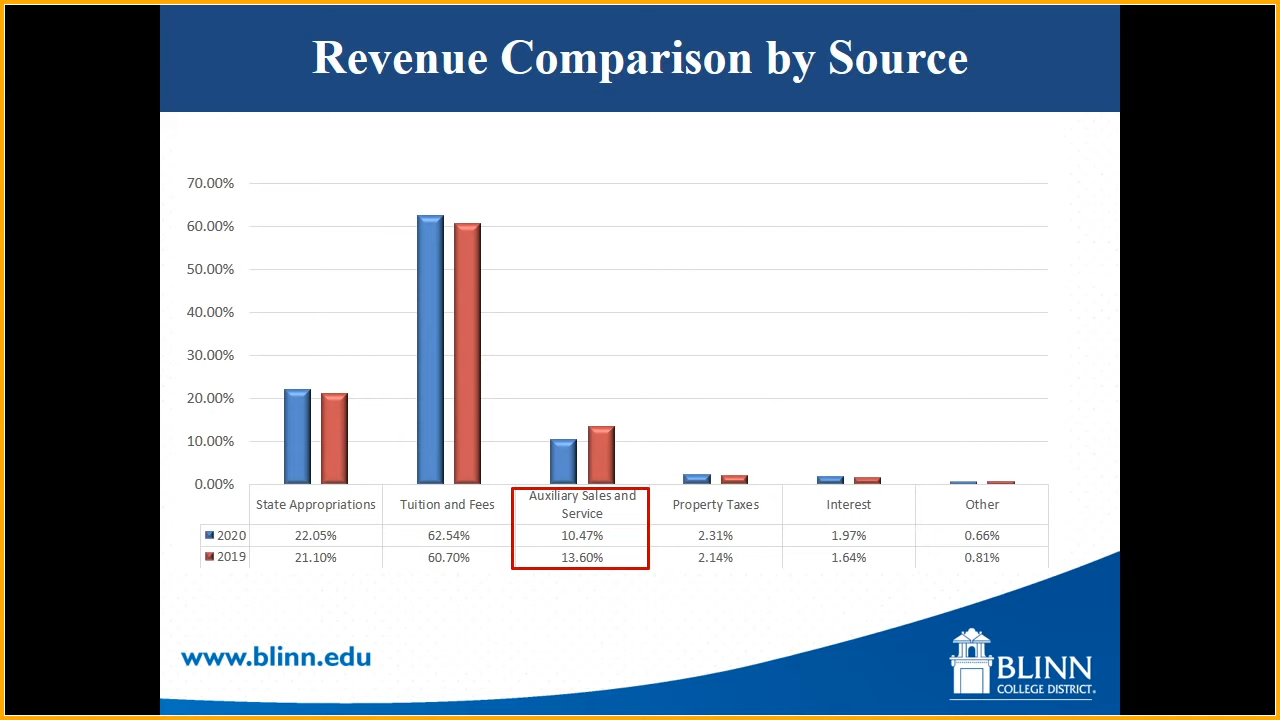 Revenue Comparison by Source
70.00%
60.00%
50.00%
40.00%
30.00%
20.00%
10.00%
0.00%
State Appropriations Tuition and Fees Auxiliary Sales and Service Property Taxes Interest Other
2020 22.05% 62.54% 10.47% 2.31% 1.97% 0.66%
2019 21.10% 60.70% 13.60% 2.14% 1.64% 0.81%
www.blinn.edu
BLINN
COLLEGE DISTRICT.